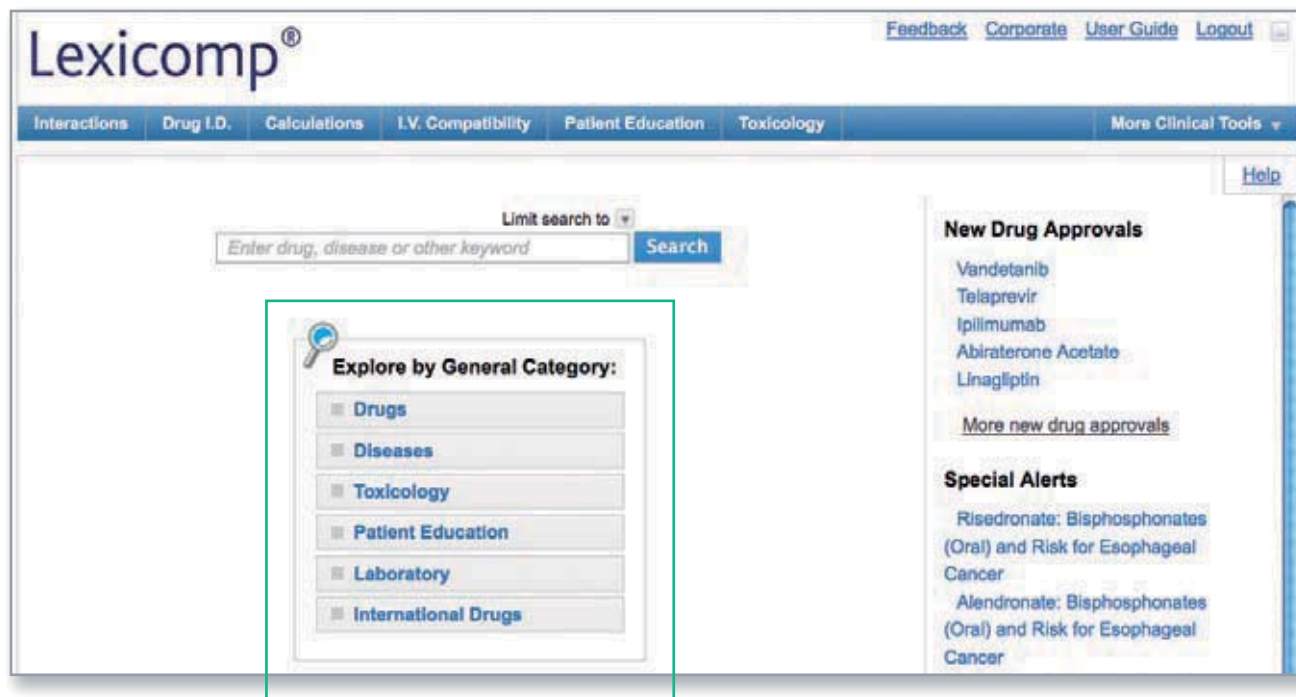 Lexicomp®
Feedback Corporate User Guide Logout
Interactions Drug I.D. Calculations I.V. Compatibility Patient Education Toxicology More Clinical Tools
Help
Limit search to
Enter drug, disease or other keyword Search
Explore by General Category:
Drugs
Diseases
Toxicology
Patient Education
Laboratory
International Drugs
New Drug Approvals
Vandetanib
Telaprevir
Ipilimumab
Abiraterone Acetate
Linagliptin
More new drug approvals
Special Alerts
Risedronate: Bisphosphonates
(Oral) and Risk for Esophageal
Cancer
Alendronate: Bisphosphonates
(Oral) and Risk for Esophageal
Cancer